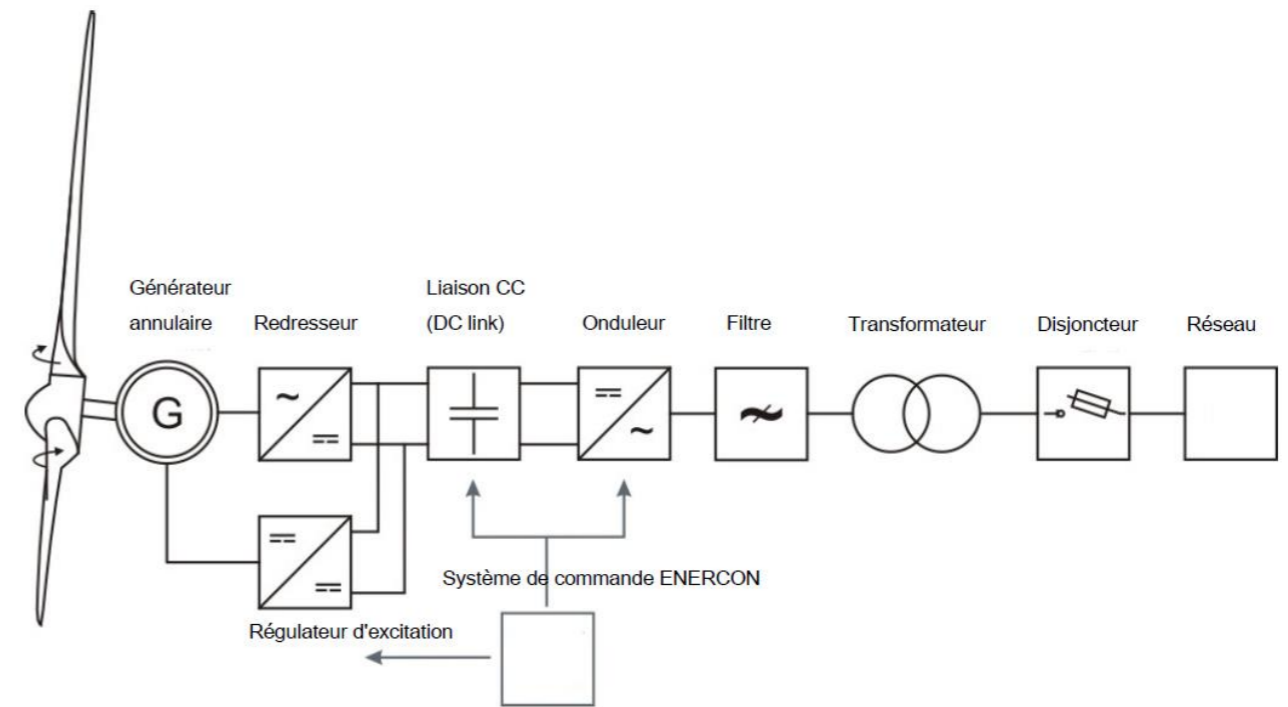 Générateur
annulaire
Redresseur
Liaison CC
(DC link)
Onduleur
Filtre
Transformateur
Disjoncteur
Réseau
G
Système de commande ENERCON
Régulateur d'excitation